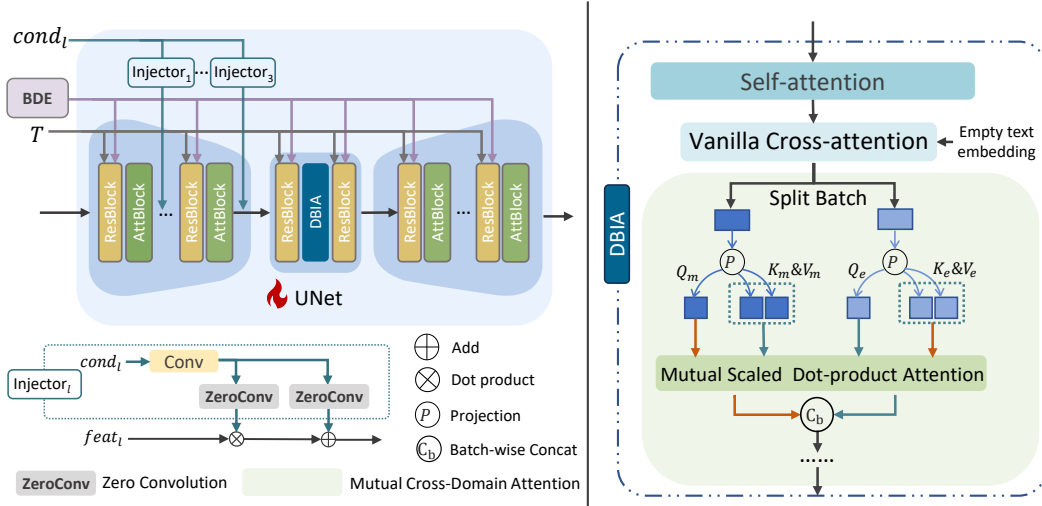 cond_l
Injector_1 ... Injector_3
BDE
T
ResBlock
AttBlock
...
ResBlock
AttBlock
ResBlock
DBIA
ResBlock
ResBlock
AttBlock
...
ResBlock
AttBlock
UNet
Injector_l
cond_l
Conv
ZeroConv
ZeroConv
feat_l
Add
Dot product
P
Projection
C_b
Batch-wise Concat
ZeroConv Zero Convolution
Mutual Cross-Domain Attention
DBIA
Self-attention
Vanilla Cross-attention
Empty text
embedding
Split Batch
P
P
Q_m
K_m&V_m
Q_e
K_e&V_e
Mutual Scaled Dot-product Attention
C_b
......